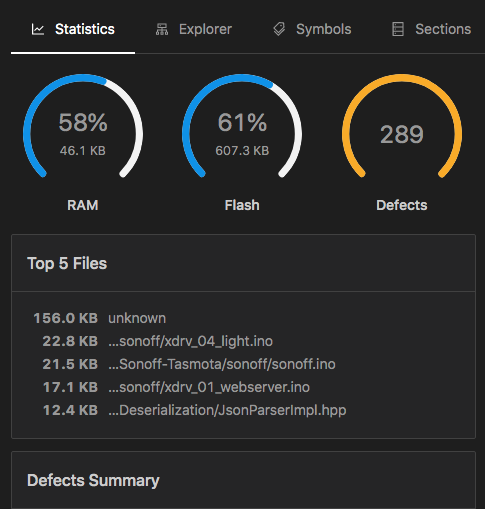 Statistics Explorer Symbols Sections
58% 61% 289
46.1 KB 607.3 KB
RAM Flash Defects
Top 5 Files
156.0 KB unknown
22.8 KB ...sonoff/xdrv_04_light.ino
21.5 KB ...Sonoff-Tasmota/sonoff/sonoff.ino
17.1 KB ...sonoff/xdrv_01_webserver.ino
12.4 KB ...Deserialization/JsonParserImpl.hpp
Defects Summary